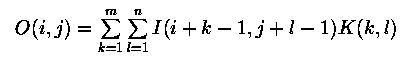 O(i, j) = \sum_{k=1}^{m} \sum_{l=1}^{n} I(i + k - 1, j + l - 1)K(k, l)